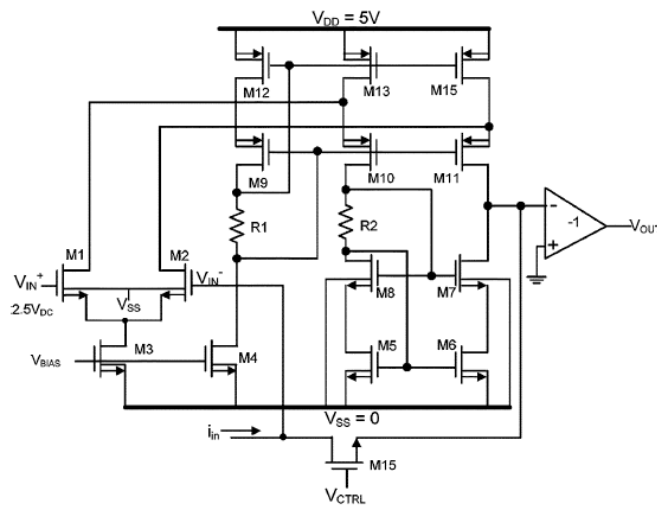 V_DD = 5V
M12
M13
M15
M9
M10
M11
R1
R2
-
-1
+
V_OUT
M1
M2
V_IN^+
V_IN^-
V_SS
:2.5V_DC
M8
M7
M3
M4
M5
M6
V_BIAS
V_SS = 0
i_in
M15
V_CTRL